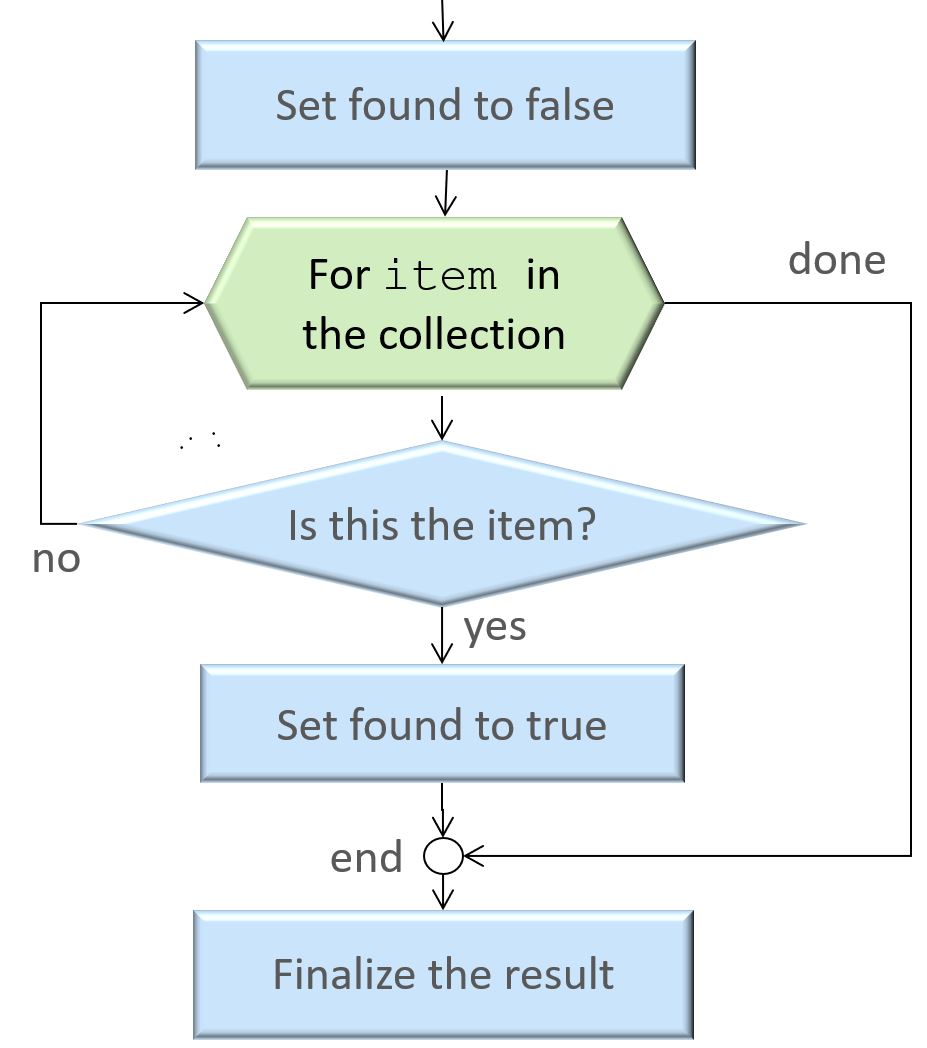 Set found to false
For item in
the collection
done
Is this the item?
no
yes
Set found to true
end
Finalize the result